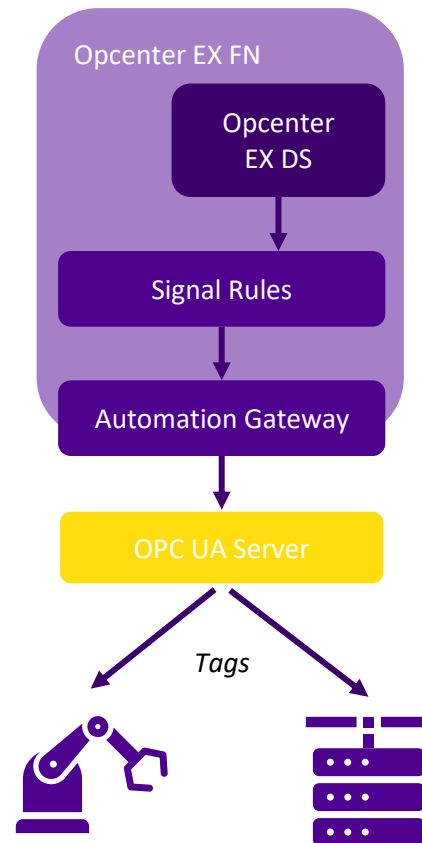 Opcenter EX FN
Opcenter
EX DS
Signal Rules
Automation Gateway
OPC UA Server
Tags